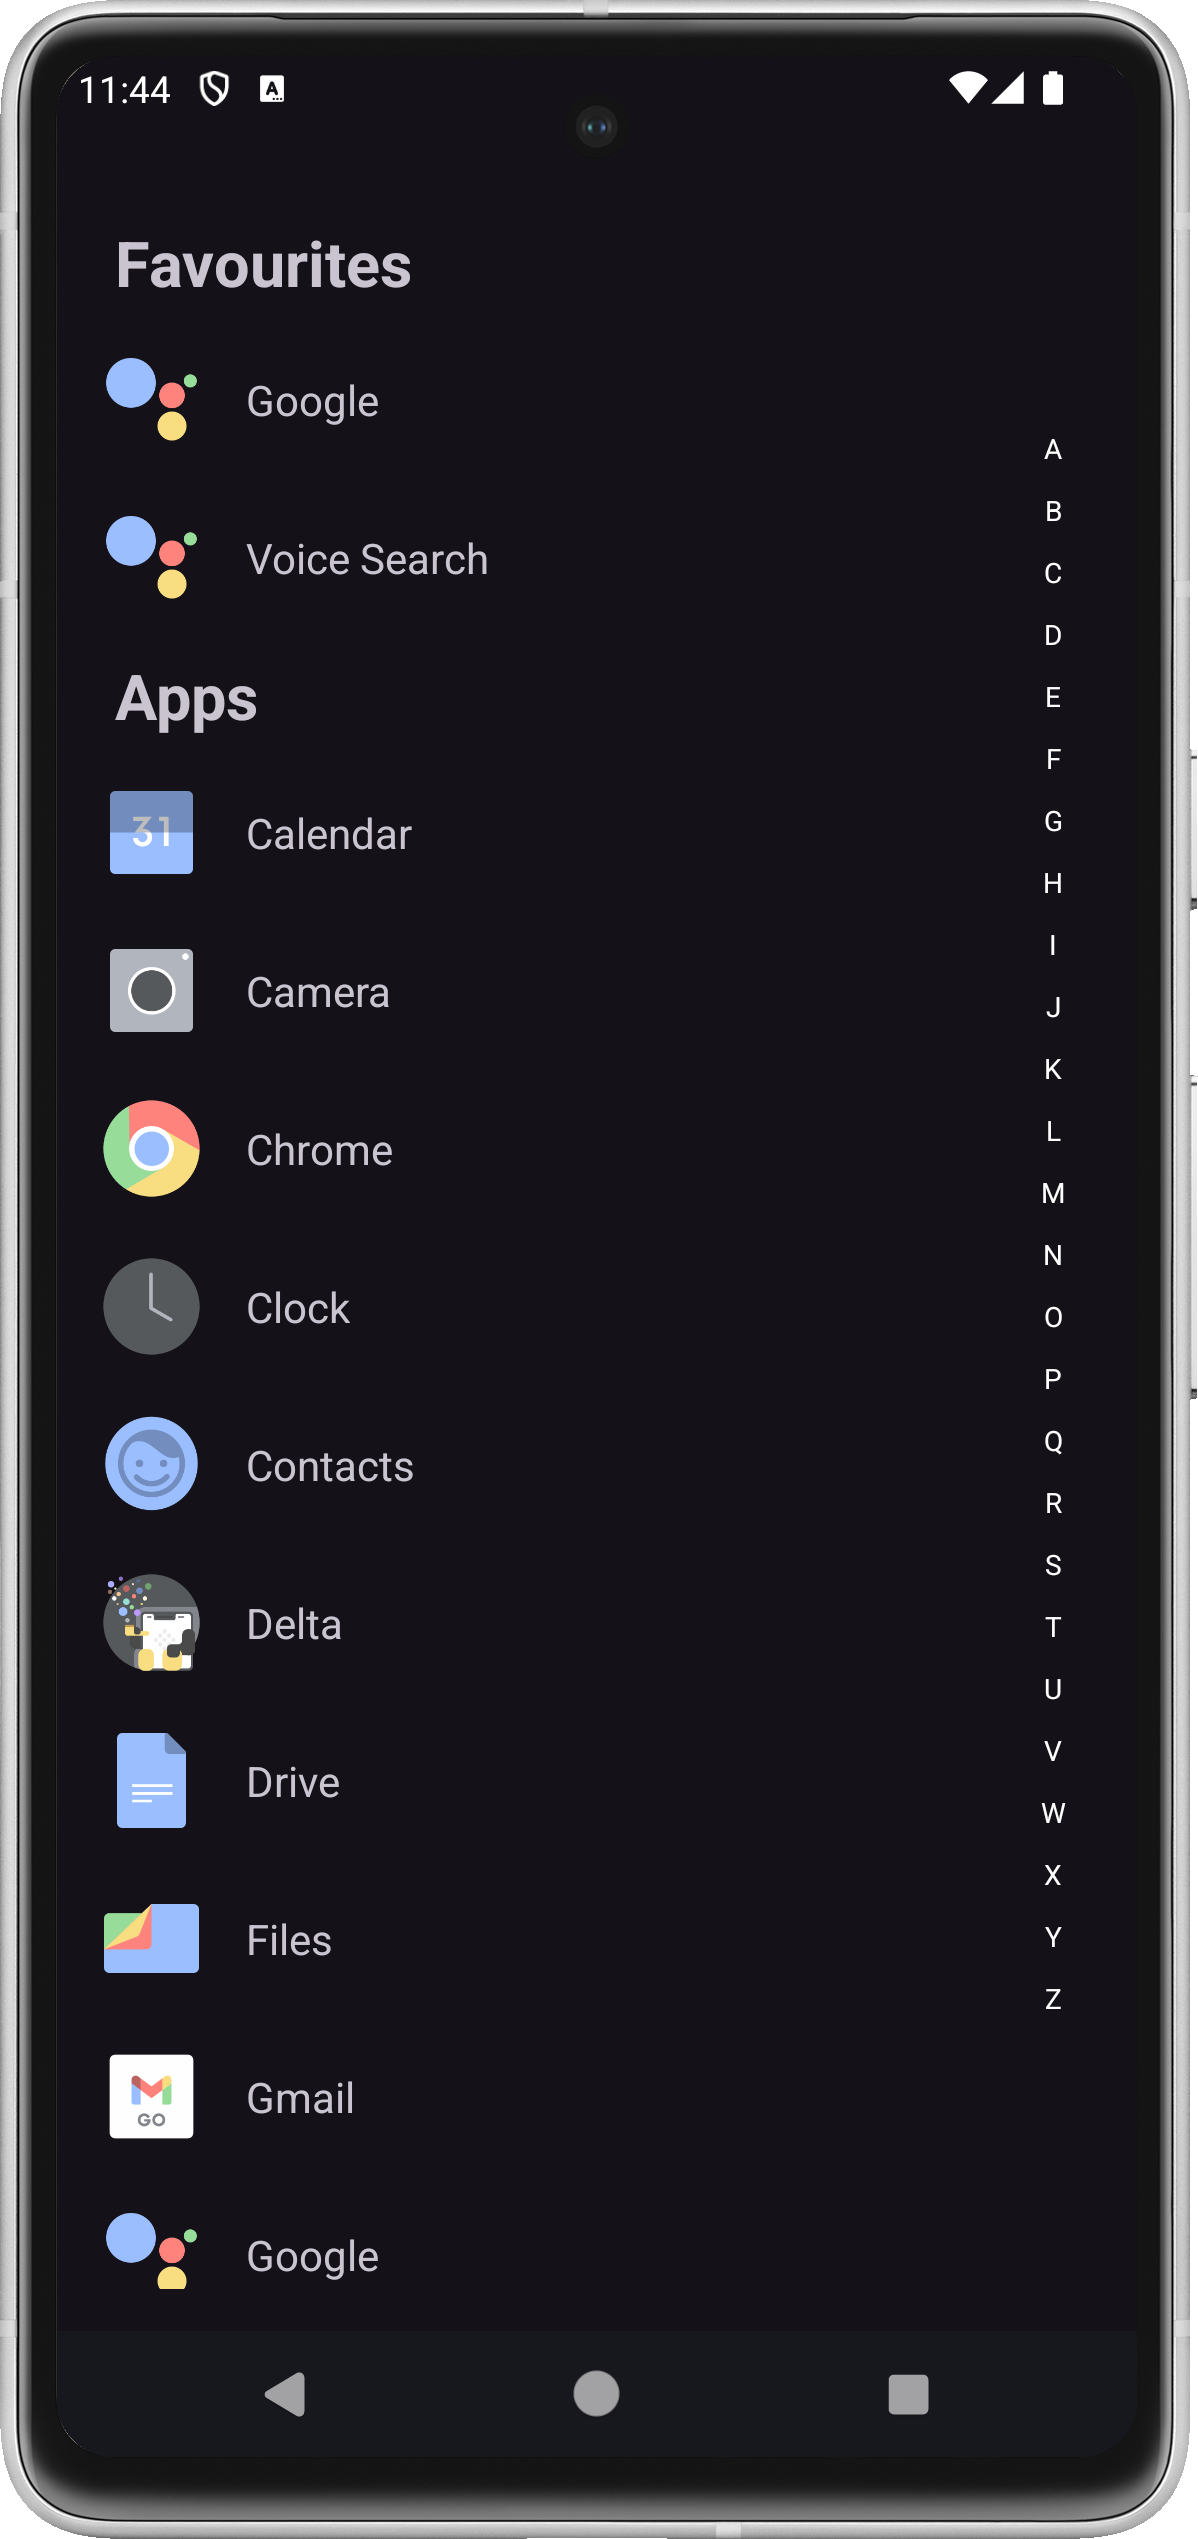 11:44
Favourites
Google
Voice Search
Apps
31
Calendar
Camera
Chrome
Clock
Contacts
Delta
Drive
Files
GO
Gmail
Google
A
B
C
D
E
F
G
H
I
J
K
L
M
N
O
P
Q
R
S
T
U
V
W
X
Y
Z